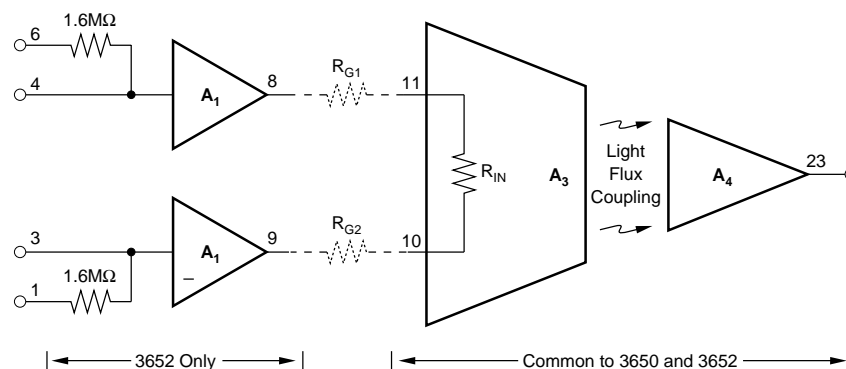 6
1.6MΩ
4
A1
8
RG1
11
RIN
A3
Light
Flux
Coupling
A4
23
3
A1
–
9
RG2
10
1.6MΩ
1
3652 Only
Common to 3650 and 3652